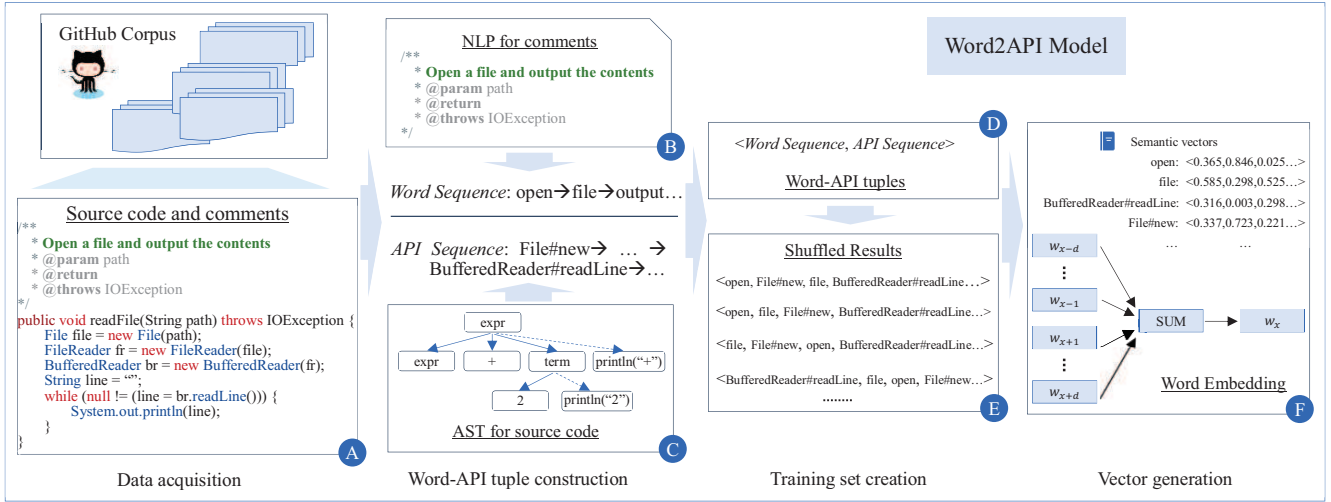 GitHub Corpus
Source code and comments
/**
* Open a file and output the contents
* @param path
* @return
* @throws IOException
*/
public void readFile(String path) throws IOException {
File file = new File(path);
FileReader fr = new FileReader(file);
BufferedReader br = new BufferedReader(fr);
String line = “”;
while (null != (line = br.readLine())) {
System.out.println(line);
}
}
A
Data acquisition
NLP for comments
/**
* Open a file and output the contents
* @param path
* @return
* @throws IOException
*/
B
Word Sequence: open→file→output…
API Sequence: File#new→ … →
BufferedReader#readLine→…
expr
expr
+
term
println(“+”)
2
println(“2”)
AST for source code
C
Word-API tuple construction
Word2API Model
D
<Word Sequence, API Sequence>
Word-API tuples
Shuffled Results
<open, File#new, file, BufferedReader#readLine…>
<open, file, File#new, BufferedReader#readLine…>
<file, File#new, open, BufferedReader#readLine…>
<BufferedReader#readLine, file, open, File#new…>
........
E
Training set creation
Semantic vectors
open: <0.365,0.846,0.025…>
file: <0.585,0.298,0.525…>
BufferedReader#readLine: <0.316,0.003,0.298…>
File#new: <0.337,0.723,0.221…>
… …
w_{x-d}
⋮
w_{x-1}
w_{x+1}
⋮
w_{x+d}
SUM
w_x
Word Embedding
F
Vector generation